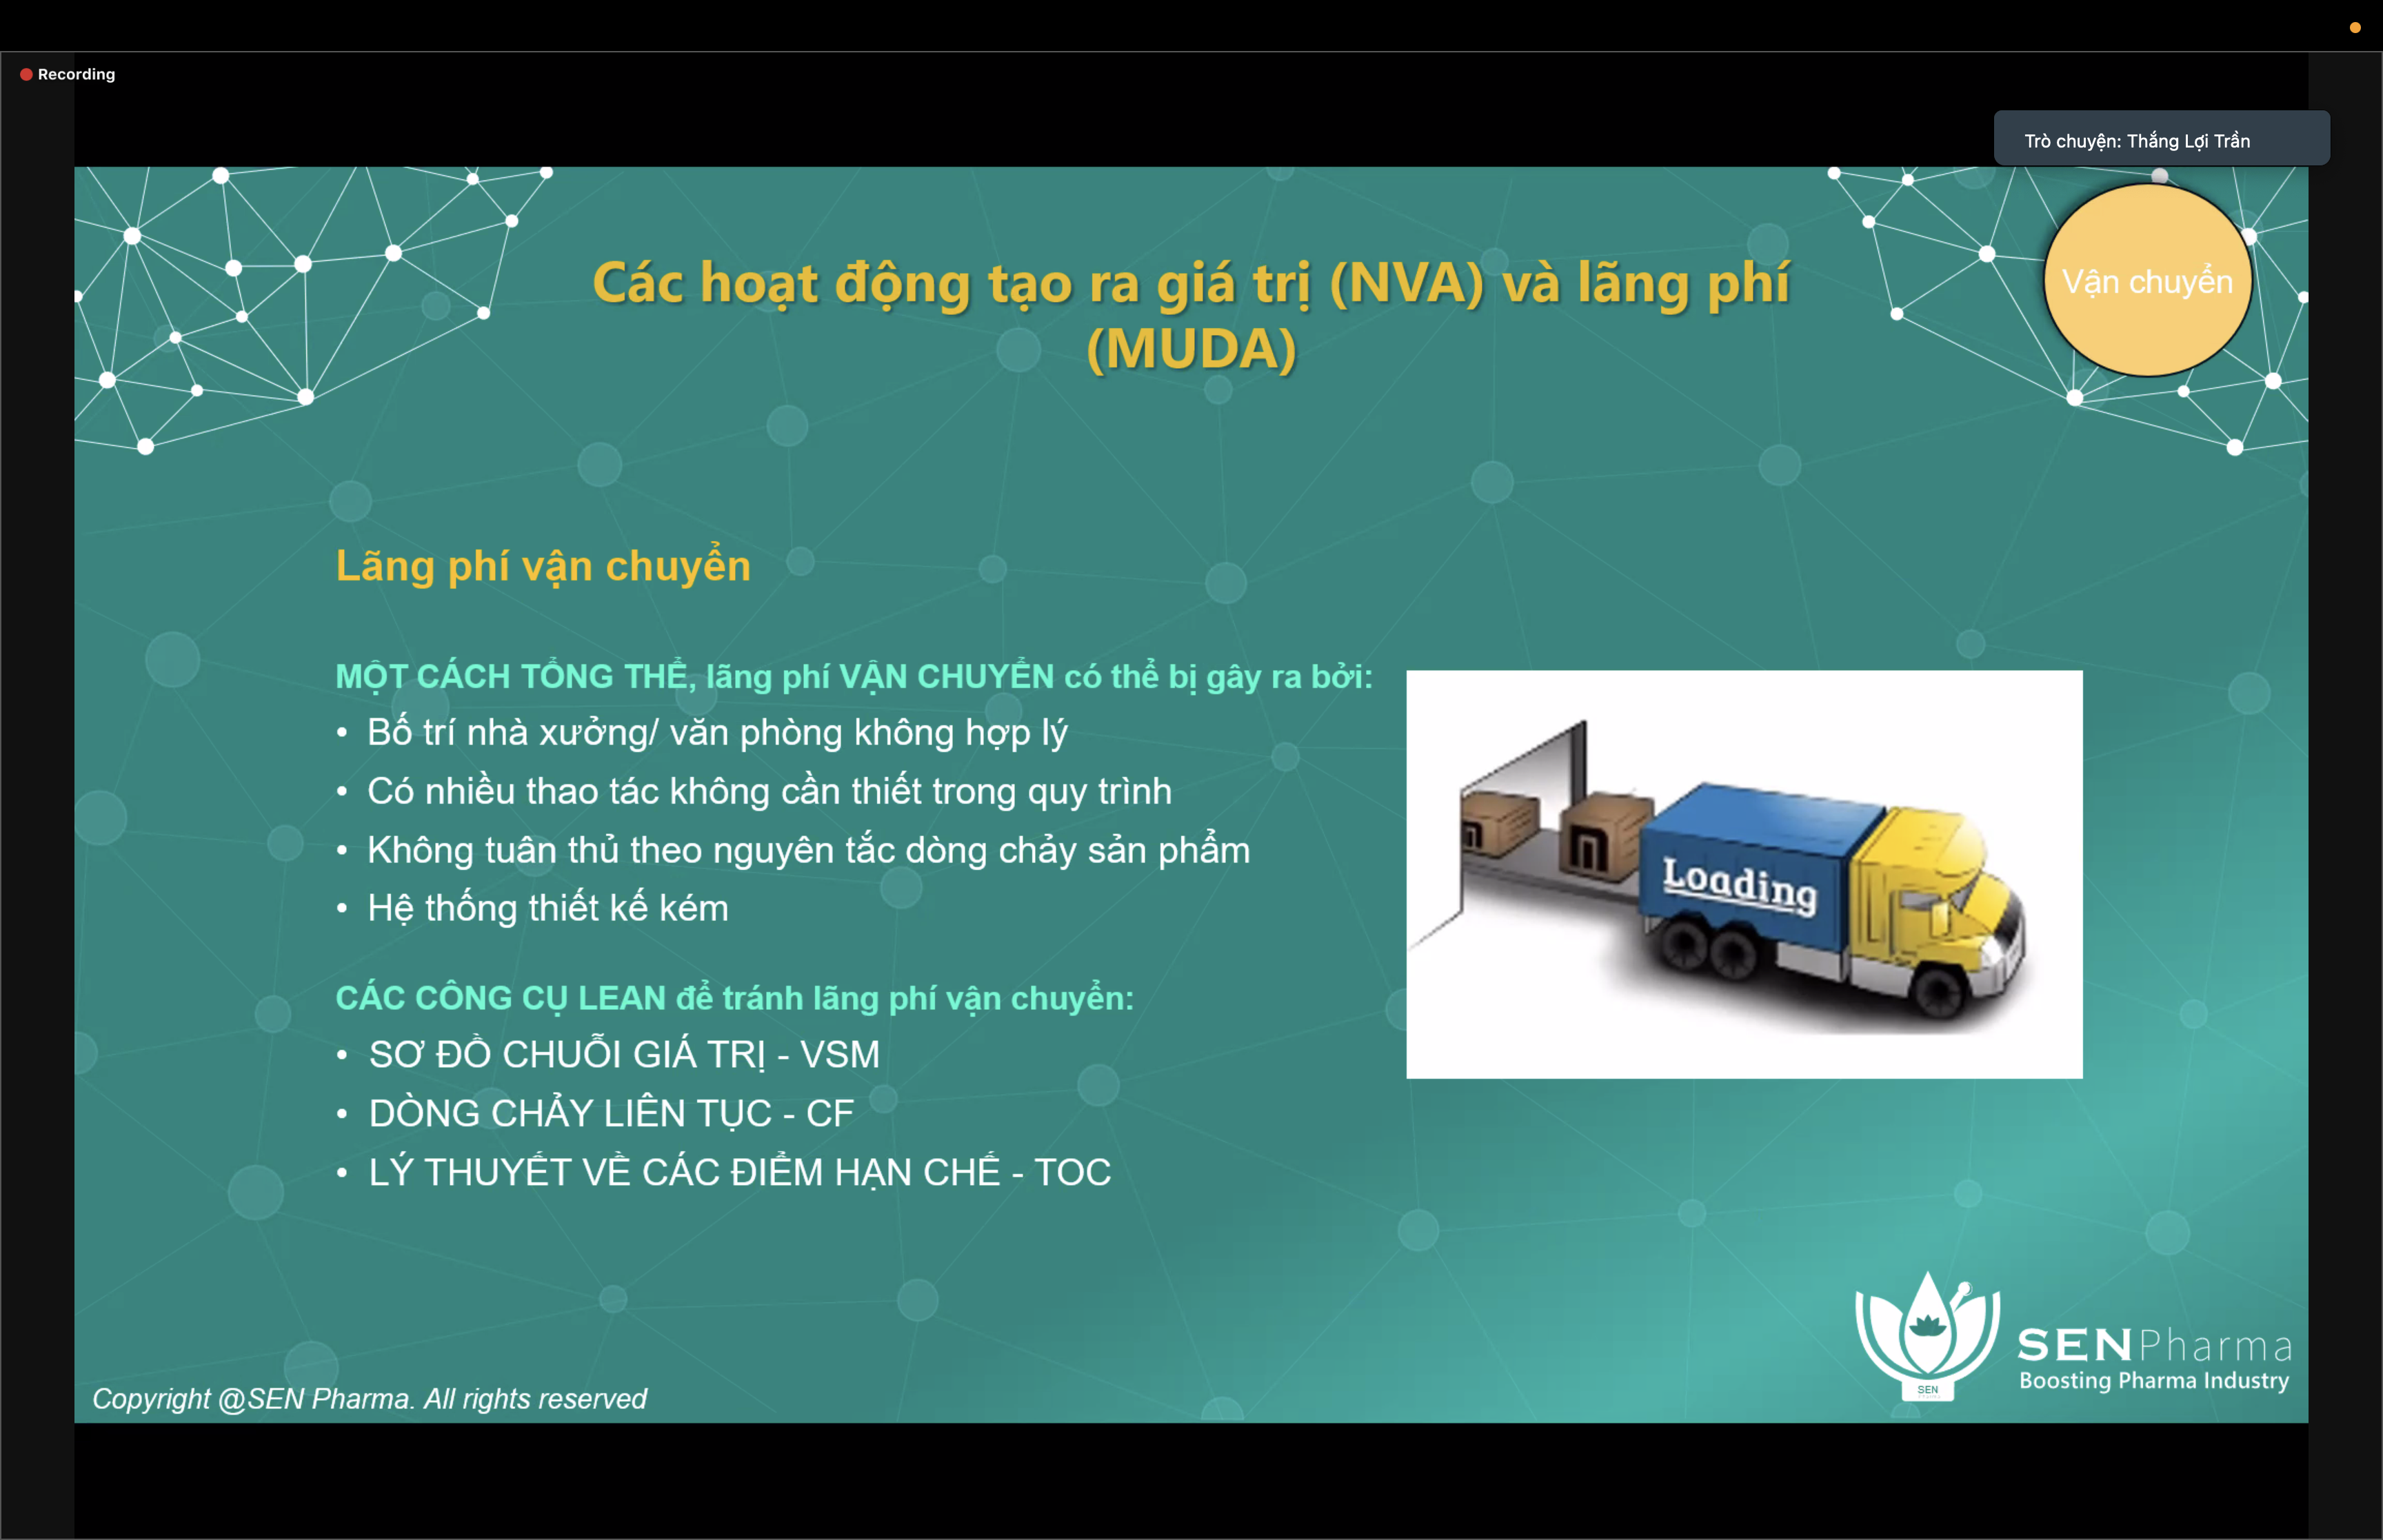 Recording
Trò chuyện: Thắng Lợi Trần
Vận chuyển
Các hoạt động tạo ra giá trị (NVA) và lãng phí
(MUDA)
Lãng phí vận chuyển
MỘT CÁCH TỔNG THỂ, lãng phí VẬN CHUYỂN có thể bị gây ra bởi:
• Bố trí nhà xưởng/ văn phòng không hợp lý
• Có nhiều thao tác không cần thiết trong quy trình
• Không tuân thủ theo nguyên tắc dòng chảy sản phẩm
• Hệ thống thiết kế kém
Loading
CÁC CÔNG CỤ LEAN để tránh lãng phí vận chuyển:
• SƠ ĐỒ CHUỖI GIÁ TRỊ - VSM
• DÒNG CHẢY LIÊN TỤC - CF
• LÝ THUYẾT VỀ CÁC ĐIỂM HẠN CHẾ - TOC
SEN
SENPharma
Boosting Pharma Industry
Copyright @SEN Pharma. All rights reserved